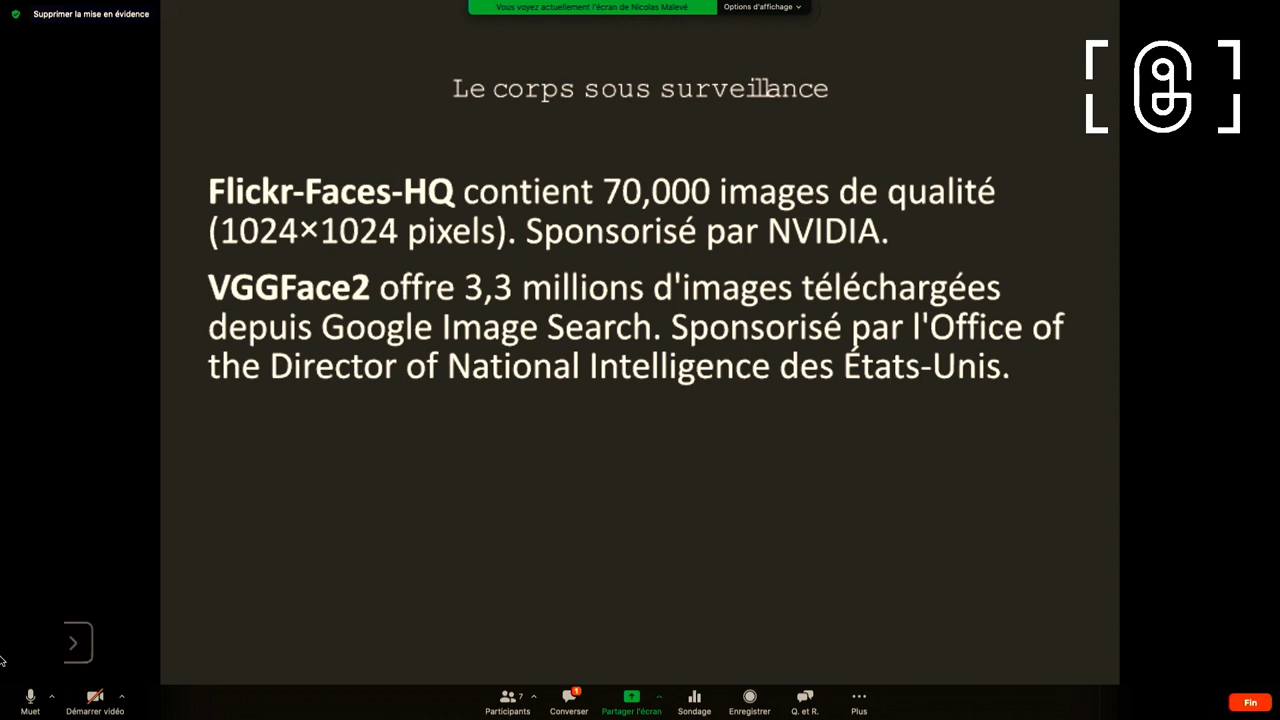 Supprimer la mise en évidence
Vous voyez actuellement l'écran de Nicolas Malevé
Options d'affichage
Le corps sous surveillance
Flickr-Faces-HQ contient 70,000 images de qualité
(1024×1024 pixels). Sponsorisé par NVIDIA.
VGGFace2 offre 3,3 millions d'images téléchargées
depuis Google Image Search. Sponsorisé par l'Office of
the Director of National Intelligence des États-Unis.
Muet
Démarrer vidéo
7
Participants
1
Converser
Partager l'écran
Sondage
Enregistrer
Q. et R.
Plus
Fin